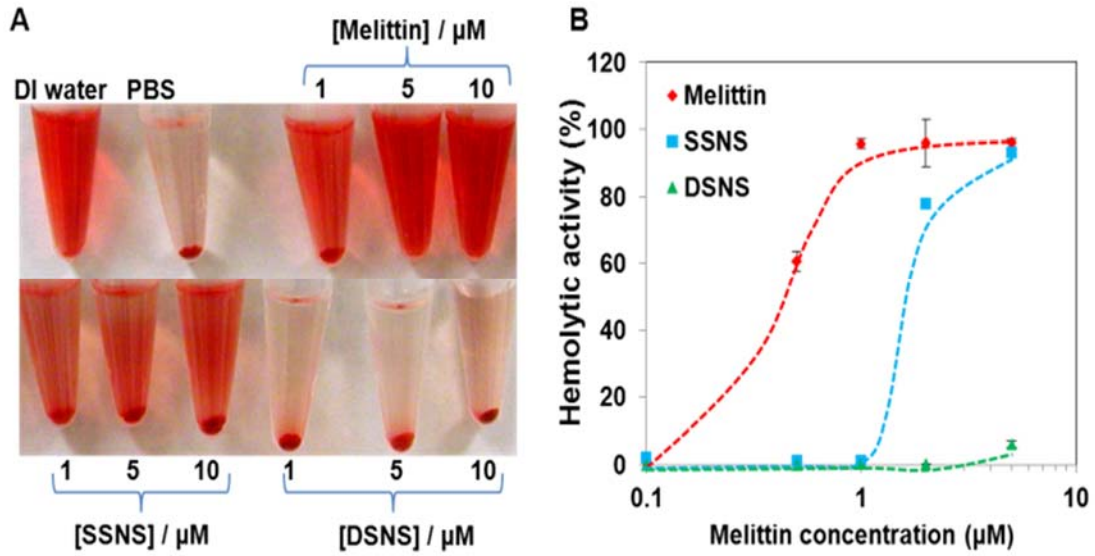 A
[Melittin] / µM
DI water PBS 1 5 10
1 5 10 1 5 10
[SSNS] / µM [DSNS] / µM
B
Hemolytic activity (%)
120
100
80
60
40
20
0
Melittin
SSNS
DSNS
0.1 1 10
Melittin concentration (µM)